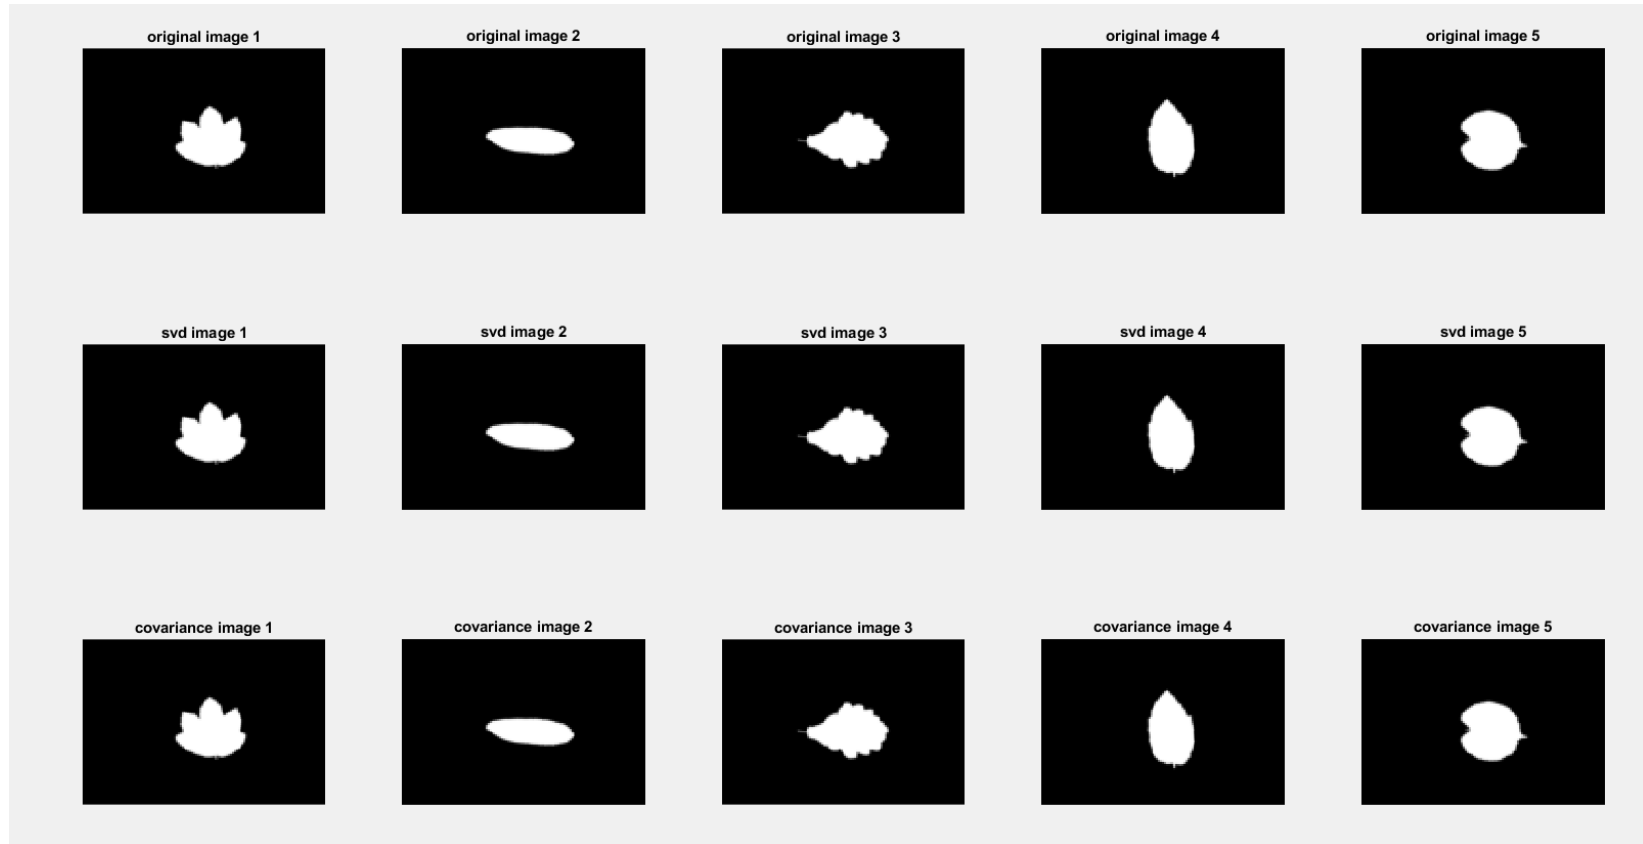 original image 1
original image 2
original image 3
original image 4
original image 5
svd image 1
svd image 2
svd image 3
svd image 4
svd image 5
covariance image 1
covariance image 2
covariance image 3
covariance image 4
covariance image 5